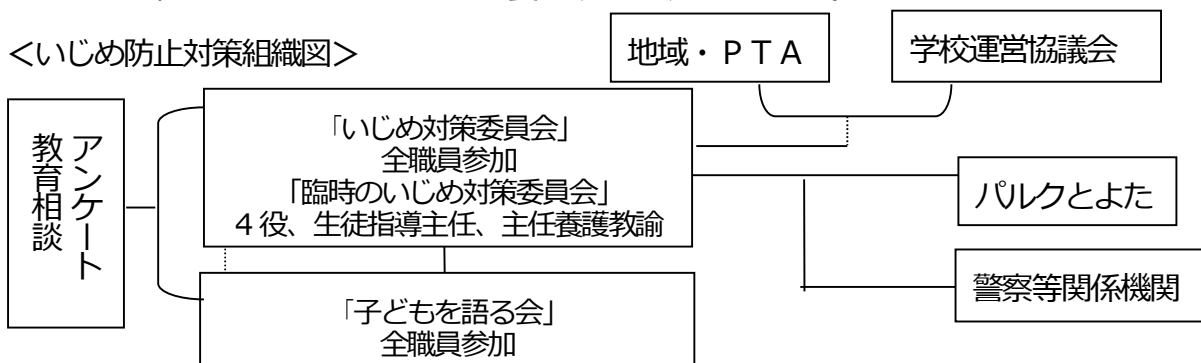 ＜いじめ防止対策組織図＞
地域・ＰＴＡ
学校運営協議会
アンケート
教育相談
「いじめ対策委員会」
全職員参加
「臨時のいじめ対策委員会」
４役、生徒指導主任、主任養護教諭
パルクとよた
警察等関係機関
「子どもを語る会」
全職員参加